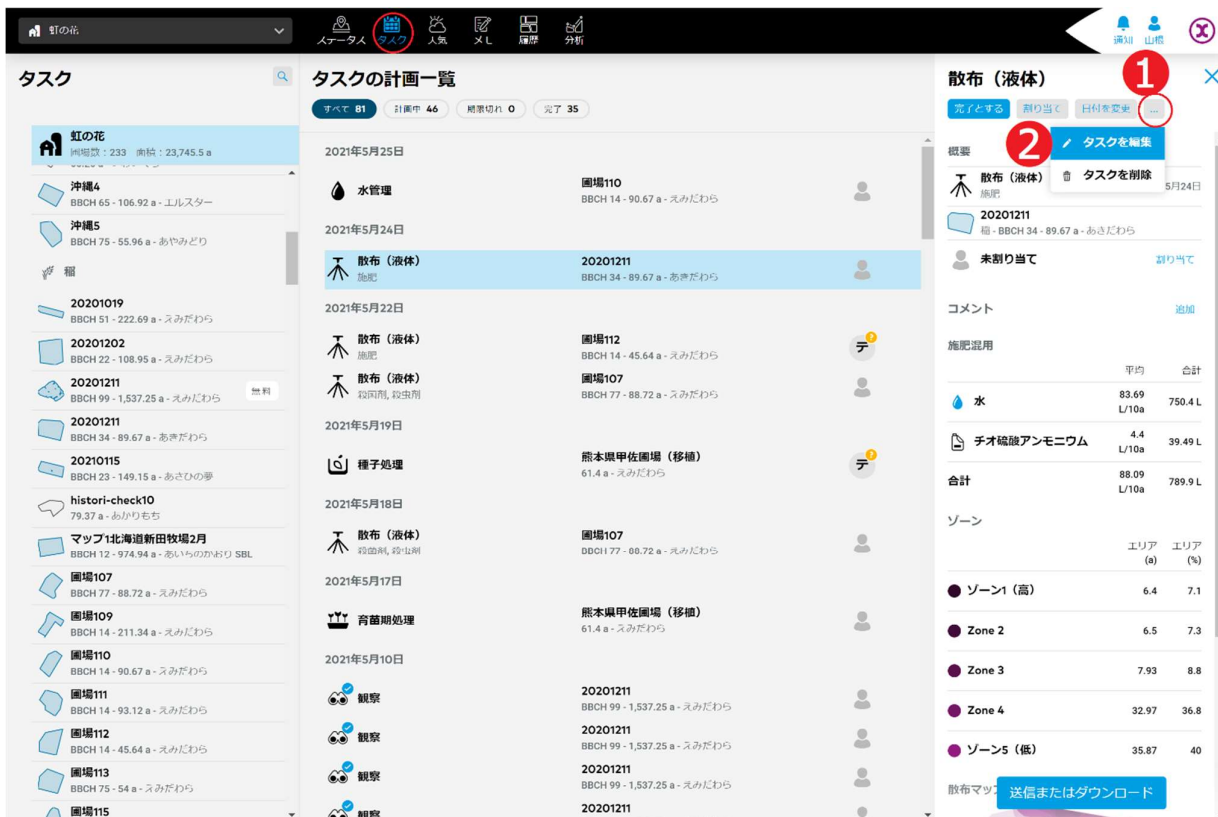 虹の花
ステータス
タスク
天気
メモ
履歴
分析
通知
山根
タスク
虹の花
圃場数：233 面積：23,745.5 a
沖縄4
BBCH 65 - 106.92 a - エルスター
沖縄5
BBCH 75 - 55.96 a - あやみどり
稲
20201019
BBCH 51 - 222.69 a - えみだわら
20201202
BBCH 22 - 108.95 a - えみだわら
20201211
BBCH 99 - 1,537.25 a - えみだわら
無料
20201211
BBCH 34 - 89.67 a - あきだわら
20210115
BBCH 23 - 149.15 a - あさひの夢
histori-check10
79.37 a - あかりもち
マップ1北海道新田牧場2月
BBCH 12 - 974.94 a - あいちのかおり SBL
圃場107
BBCH 77 - 88.72 a - えみだわら
圃場109
BBCH 14 - 211.34 a - えみだわら
圃場110
BBCH 14 - 90.67 a - えみだわら
圃場111
BBCH 14 - 93.12 a - えみだわら
圃場112
BBCH 14 - 45.64 a - えみだわら
圃場113
BBCH 75 - 54 a - えみだわら
圃場115
タスクの計画一覧
すべて 81 計画中 46 期限切れ 0 完了 35
2021年5月25日
水管理
圃場110
BBCH 14 - 90.67 a - えみだわら
2021年5月24日
散布（液体）
施肥
20201211
BBCH 34 - 89.67 a - あきだわら
2021年5月22日
散布（液体）
施肥
圃場112
BBCH 14 - 45.64 a - えみだわら
テ
?
散布（液体）
殺菌剤, 殺虫剤
圃場107
BBCH 77 - 88.72 a - えみだわら
2021年5月19日
種子処理
熊本県甲佐圃場（移植）
61.4 a - えみだわら
テ
?
2021年5月18日
散布（液体）
殺菌剤, 殺虫剤
圃場107
BBCH 77 - 88.72 a - えみだわら
2021年5月17日
育苗期処理
熊本県甲佐圃場（移植）
61.4 a - えみだわら
2021年5月10日
観察
20201211
BBCH 99 - 1,537.25 a - えみだわら
観察
20201211
BBCH 99 - 1,537.25 a - えみだわら
観察
20201211
BBCH 99 - 1,537.25 a - えみだわら
観察
20201211
散布（液体）
1
完了とする 割り当て 日付を変更 ...
2
タスクを編集
タスクを削除
概要
散布（液体）
施肥
5月24日
20201211
稲 - BBCH 34 - 89.67 a - あきだわら
未割り当て
割り当て
コメント
追加
施肥混用
平均 合計
水 83.69 L/10a 750.4 L
チオ硫酸アンモニウム 4.4 L/10a 39.49 L
合計 88.09 L/10a 789.9 L
ゾーン
エリア (a) エリア (%)
ゾーン1（高） 6.4 7.1
Zone 2 6.5 7.3
Zone 3 7.93 8.8
Zone 4 32.97 36.8
ゾーン5（低） 35.87 40
散布マップ
送信またはダウンロード